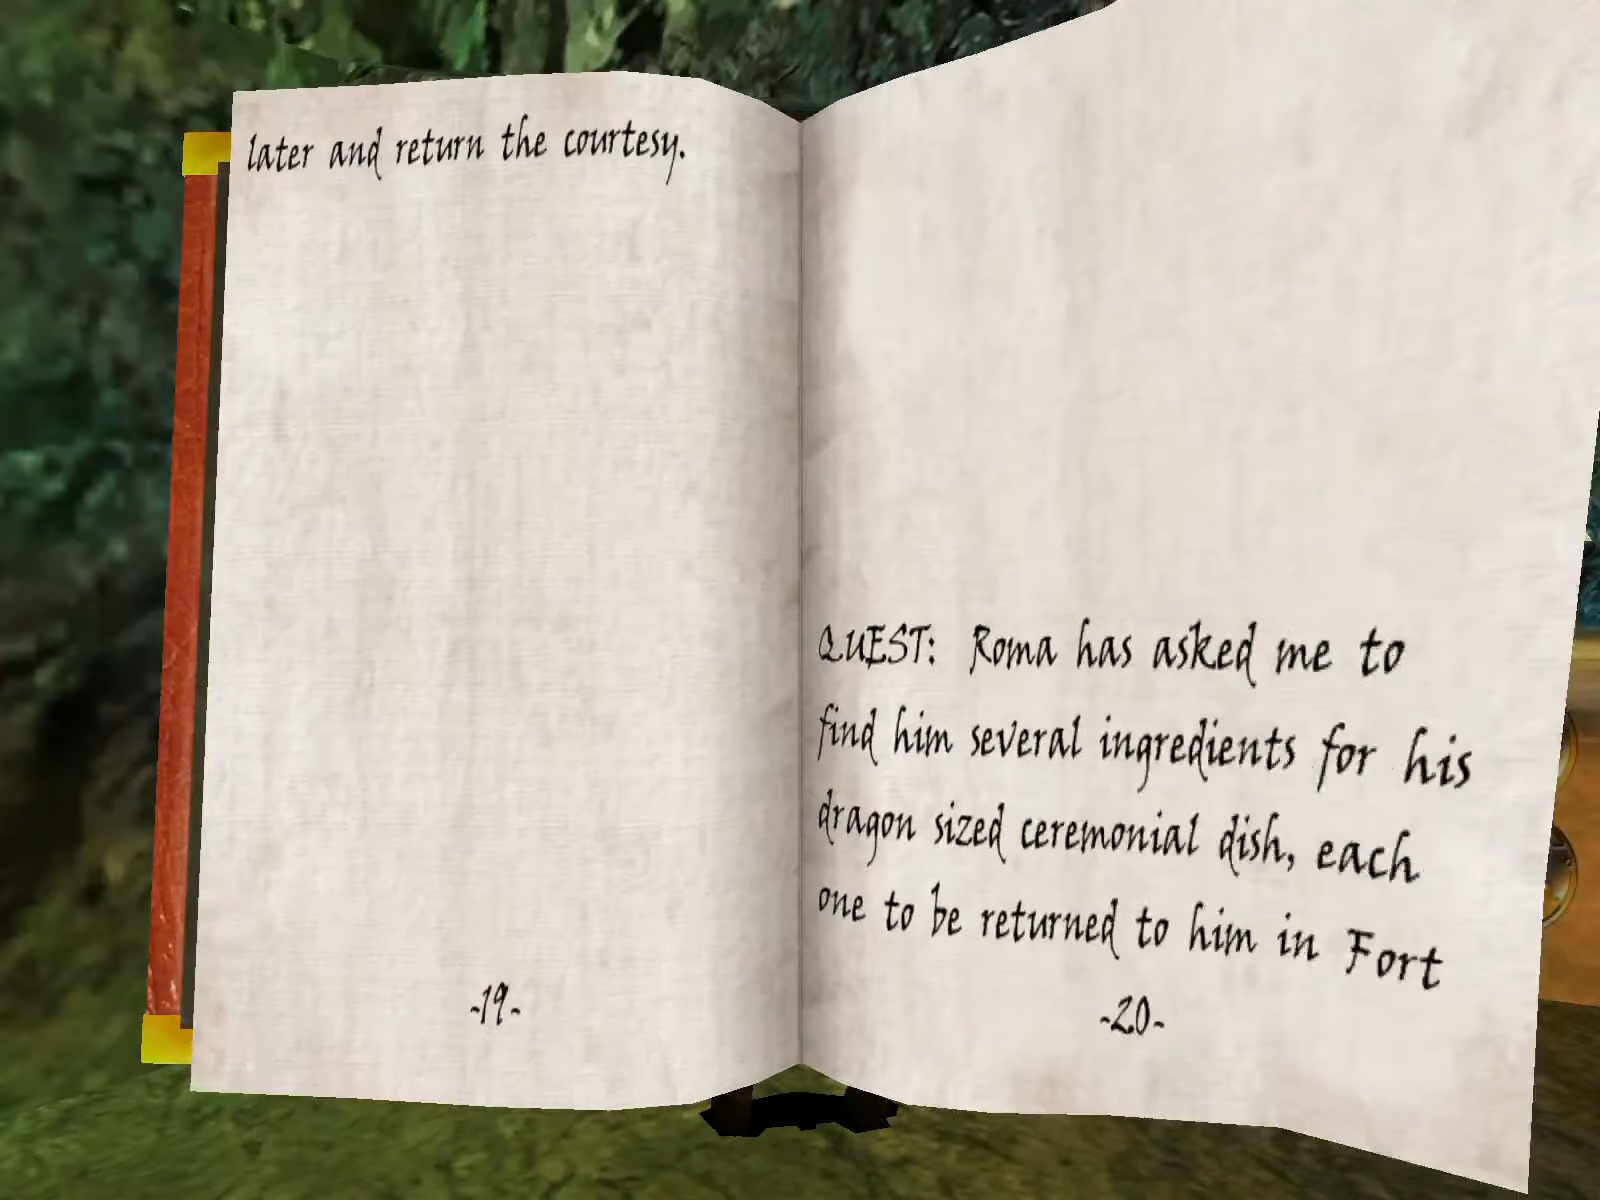 later and return the courtesy.
-19-
QUEST: Roma has asked me to
find him several ingredients for his
dragon sized ceremonial dish, each
one to be returned to him in Fort
-20-